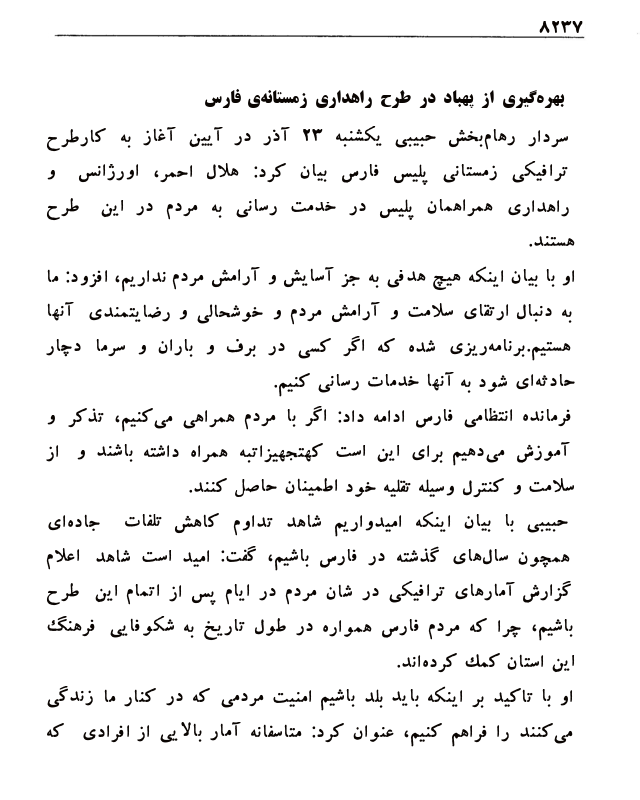 ۸۲۳۷
بهره‌گیری از پهباد در طرح راهداری زمستانه‌ی فارس
سردار رهام‌بخش حبیبی یکشنبه ۲۳ آذر در آیین آغاز به کارطرح
ترافیکی زمستانی پلیس فارس بیان کرد: هلال احمر، اورژانس و
راهداری همراهمان پلیس در خدمت رسانی به مردم در این طرح
هستند.
او با بیان اینکه هیچ هدفی به جز آسایش و آرامش مردم نداریم، افزود: ما
به دنبال ارتقای سلامت و آرامش مردم و خوشحالی و رضایتمندی آنها
هستیم.برنامه‌ریزی شده که اگر کسی در برف و باران و سرما دچار
حادثه‌ای شود به آنها خدمات رسانی کنیم.
فرمانده انتظامی فارس ادامه داد: اگر با مردم همراهی می‌کنیم، تذکر و
آموزش می‌دهیم برای این است کهتجهیزاتبه همراه داشته باشند و از
سلامت و کنترل وسیله تقلیه خود اطمینان حاصل کنند.
حبیبی با بیان اینکه امیدواریم شاهد تداوم کاهش تلفات جاده‌ای
همچون سال‌های گذشته در فارس باشیم، گفت: امید است شاهد اعلام
گزارش آمارهای ترافیکی در شان مردم در ایام پس از اتمام این طرح
باشیم، چرا که مردم فارس همواره در طول تاریخ به شکوفایی فرهنگ
این استان کمك کرده‌اند.
او با تاکید بر اینکه باید بلد باشیم امنیت مردمی که در کنار ما زندگی
می‌کنند را فراهم کنیم، عنوان کرد: متاسفانه آمار بالایی از افرادی که